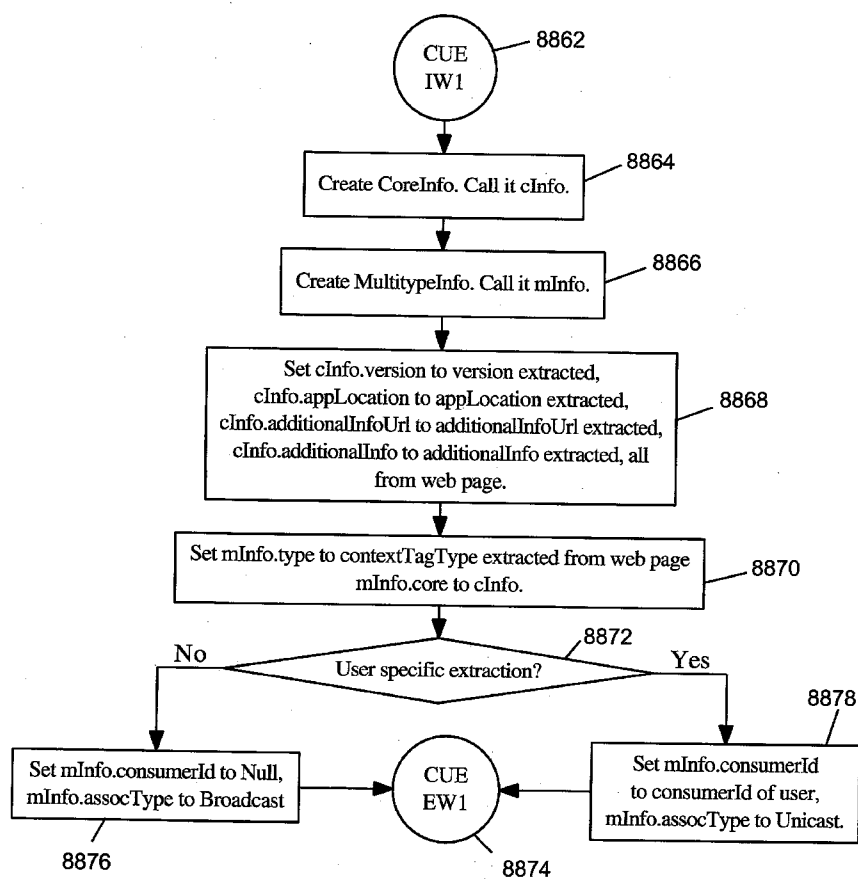 CUE
IW1
8862
8864
Create CoreInfo. Call it cInfo.
8866
Create MultitypeInfo. Call it mInfo.
Set cInfo.version to version extracted,
cInfo.appLocation to appLocation extracted,
cInfo.additionalInfoUrl to additionalInfoUrl extracted,
cInfo.additionalInfo to additionalInfo extracted, all
from web page.
8868
Set mInfo.type to contextTagType extracted from web page
mInfo.core to cInfo.
8870
8872
No
User specific extraction?
Yes
8878
Set mInfo.consumerId to Null,
mInfo.assocType to Broadcast
8876
CUE
EW1
8874
Set mInfo.consumerId
to consumerId of user,
mInfo.assocType to Unicast.